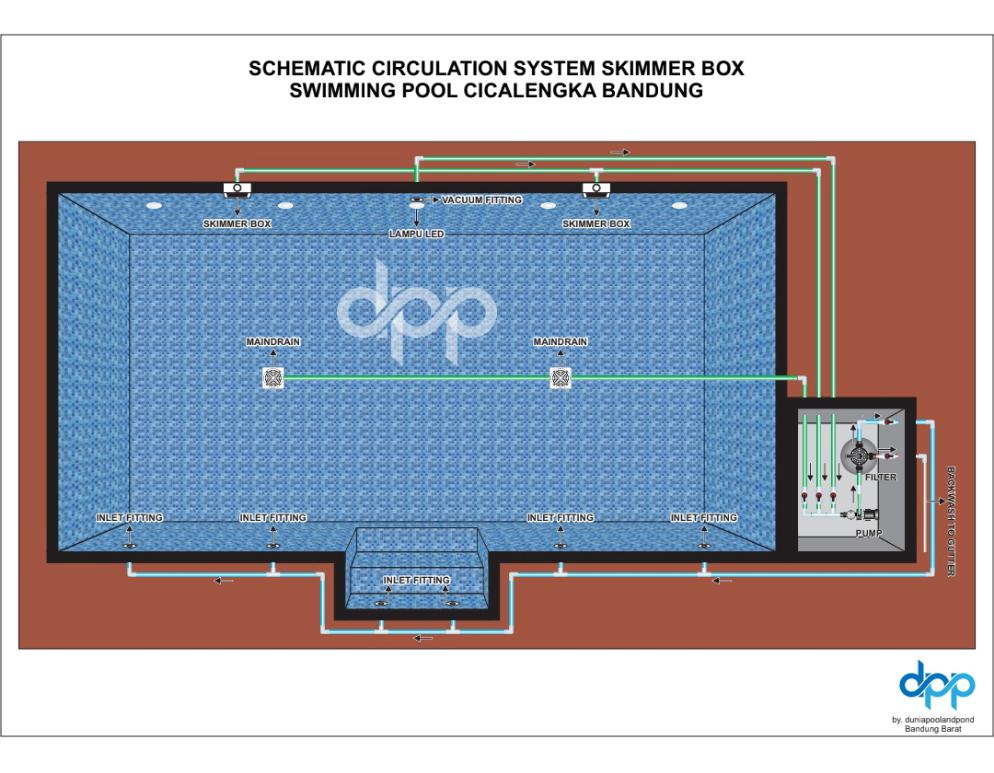 SCHEMATIC CIRCULATION SYSTEM SKIMMER BOX
SWIMMING POOL CICALENGKA BANDUNG
VACUUM FITTING
SKIMMER BOX
LAMPU LED
SKIMMER BOX
dpp
MAINDRAIN
MAINDRAIN
FILTER
PUMP
BACKWASH TO GUTTER
INLET FITTING
INLET FITTING
INLET FITTING
INLET FITTING
INLET FITTING
dpp
by. duniapoolandpond
Bandung Barat